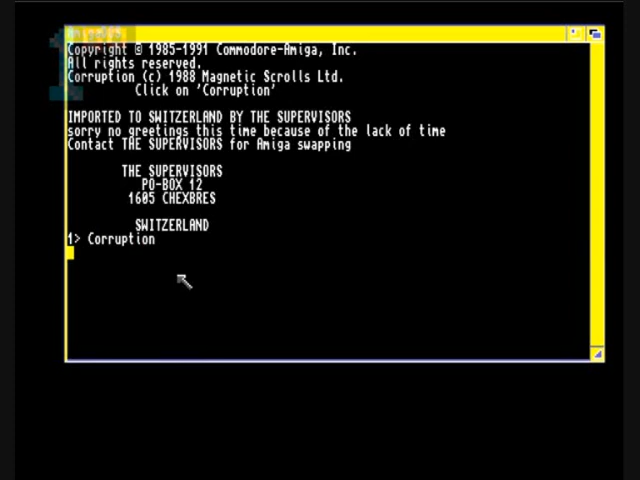 Copyright © 1985-1991 Commodore-Amiga, Inc.
All rights reserved.
Corruption (c) 1988 Magnetic Scrolls Ltd.
Click on 'Corruption'
IMPORTED TO SWITZERLAND BY THE SUPERVISORS
sorry no greetings this time because of the lack of time
Contact THE SUPERVISORS for Amiga swapping
THE SUPERVISORS
PO-BOX 12
1605 CHEXBRES
SWITZERLAND
1> Corruption